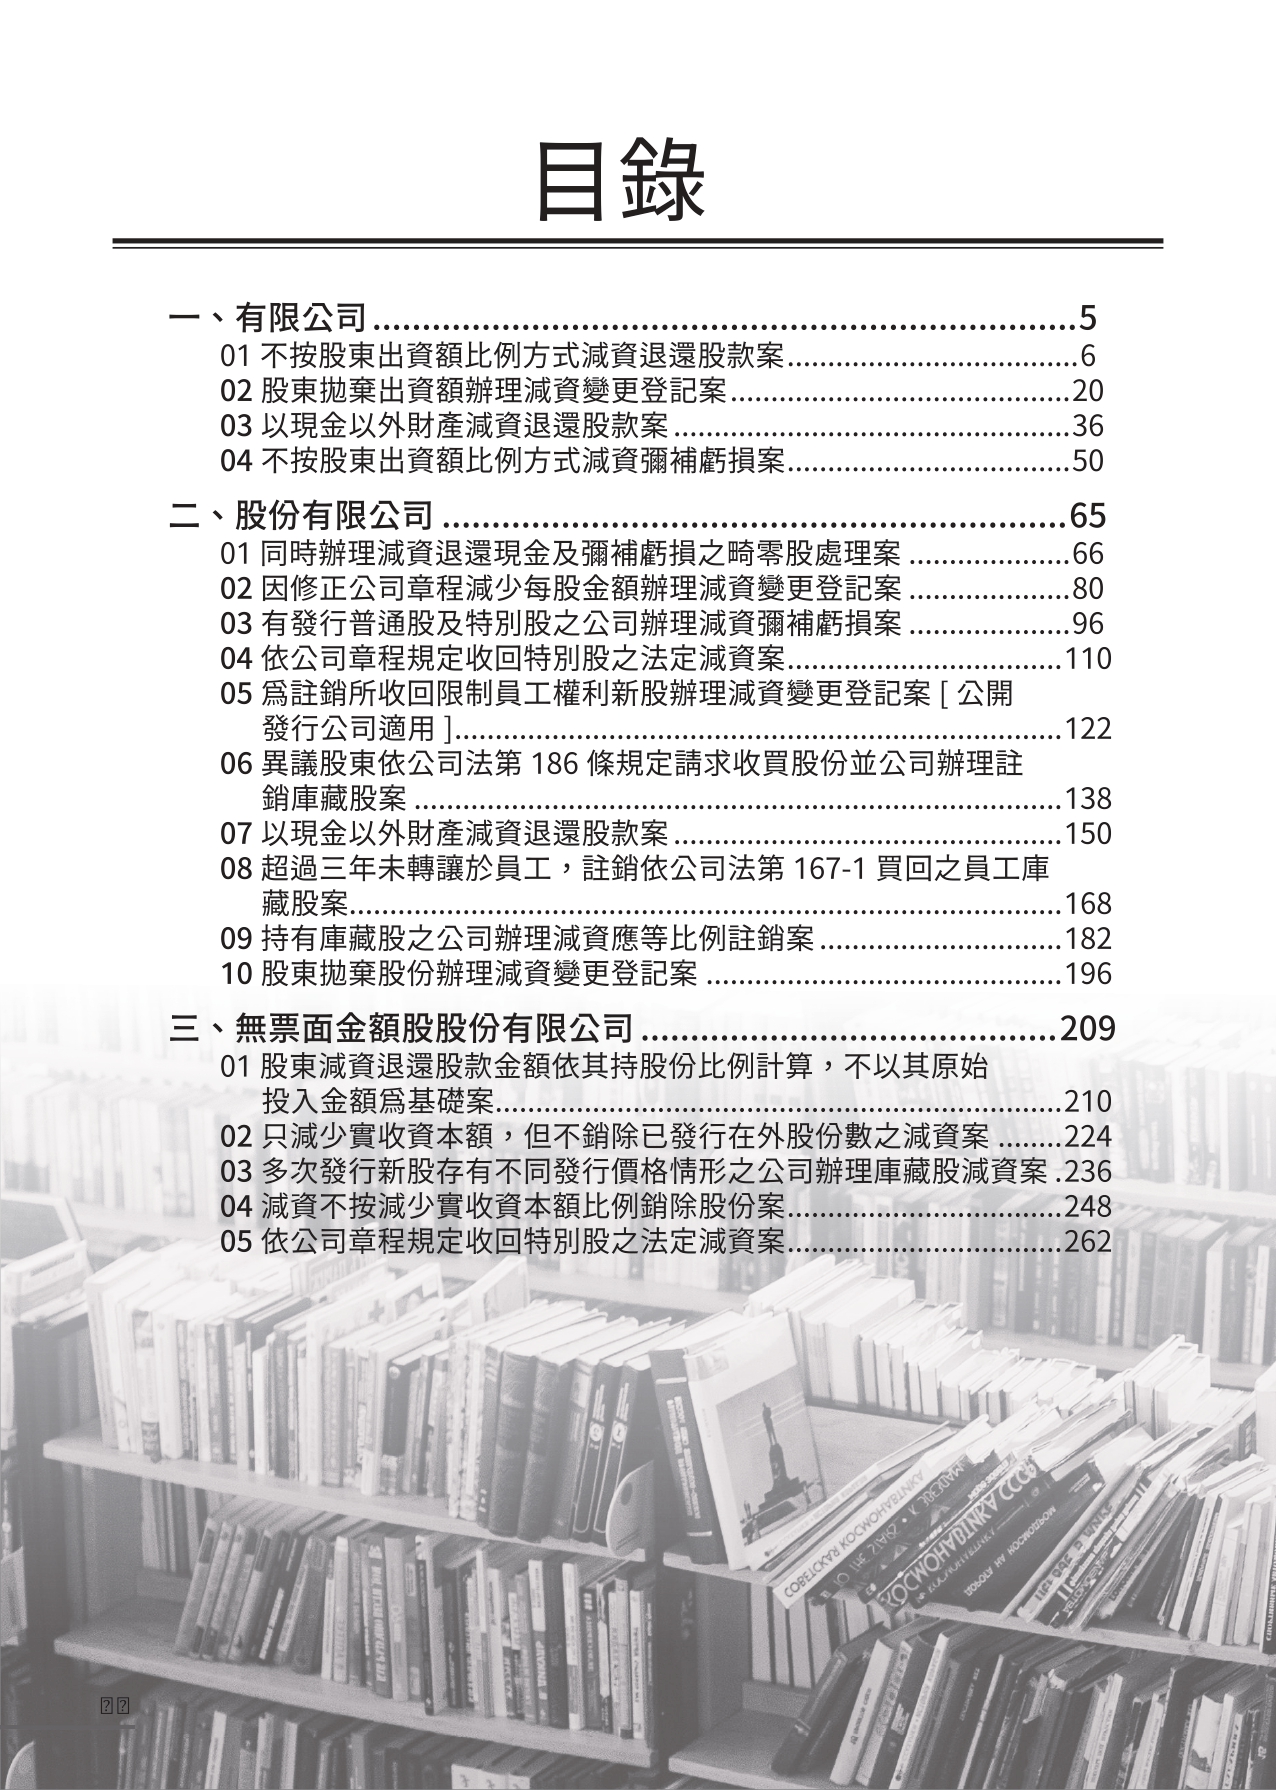 目錄
一、有限公司......................................................................5
01 不按股東出資額比例方式減資退還股款案....................................6
02 股東拋棄出資額辦理減資變更登記案..........................................20
03 以現金以外財產減資退還股款案.................................................36
04 不按股東出資額比例方式減資彌補虧損案...................................50
二、股份有限公司..............................................................65
01 同時辦理減資退還現金及彌補虧損之畸零股處理案....................66
02 因修正公司章程減少每股金額辦理減資變更登記案....................80
03 有發行普通股及特別股之公司辦理減資彌補虧損案....................96
04 依公司章程規定收回特別股之法定減資案..................................110
05 為註銷所收回限制員工權利新股辦理減資變更登記案 [ 公開
發行公司適用 ]...........................................................................122
06 異議股東依公司法第 186 條規定請求收買股份並公司辦理註
銷庫藏股案................................................................................138
07 以現金以外財產減資退還股款案................................................150
08 超過三年未轉讓於員工，註銷依公司法第 167-1 買回之員工庫
藏股案........................................................................................168
09 持有庫藏股之公司辦理減資應等比例註銷案..............................182
10 股東拋棄股份辦理減資變更登記案............................................196
三、無票面金額股股份有限公司.........................................209
01 股東減資退還股款金額依其持股份比例計算，不以其原始
投入金額為基礎案......................................................................210
02 只減少實收資本額，但不銷除已發行在外股份數之減資案........224
03 多次發行新股存有不同發行價格情形之公司辦理庫藏股減資案.236
04 減資不按減少實收資本額比例銷除股份案..................................248
05 依公司章程規定收回特別股之法定減資案..................................262
СОВЕТСКАЯ КОСМОНАВТИКА